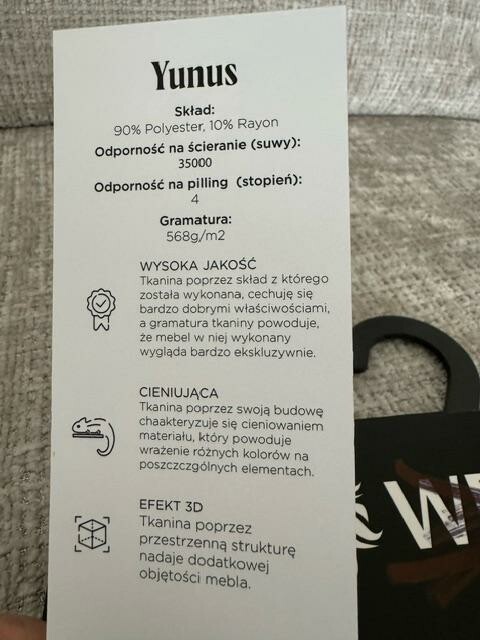 Yunus
Skład:
90% Polyester, 10% Rayon
Odporność na ścieranie (suwy):
35000
Odporność na pilling (stopień):
4
Gramatura:
568g/m2
WYSOKA JAKOŚĆ
Tkanina poprzez skład z którego
została wykonana, cechuję się
bardzo dobrymi właściwościami,
a gramatura tkaniny powoduje,
że mebel w niej wykonany
wygląda bardzo ekskluzywnie.
CIENIUJĄCA
Tkanina poprzez swoją budowę
chaakteryzuje się cieniowaniem
materiału, który powoduje
wrażenie różnych kolorów na
poszczczególnych elementach.
EFEKT 3D
Tkanina poprzez
przestrzenną strukturę
nadaje dodatkowej
objętości mebla.